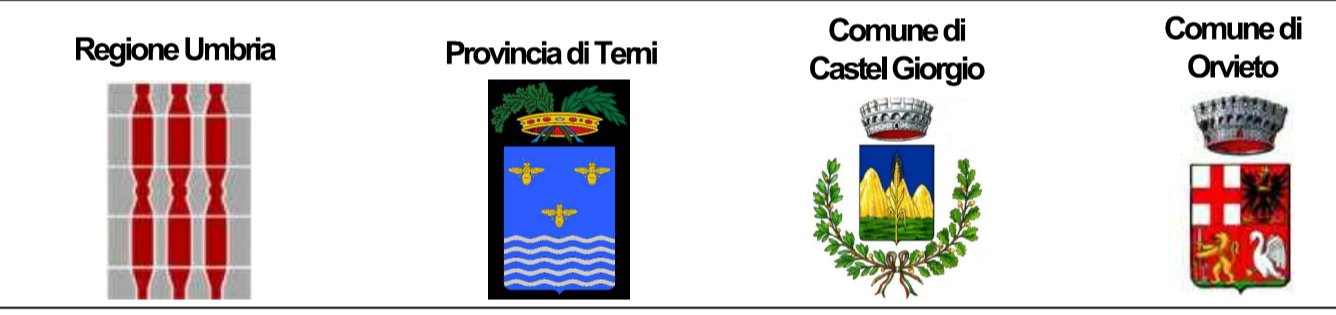 Regione Umbria
Provincia di Terni
Comune di
Castel Giorgio
Comune di
Orvieto